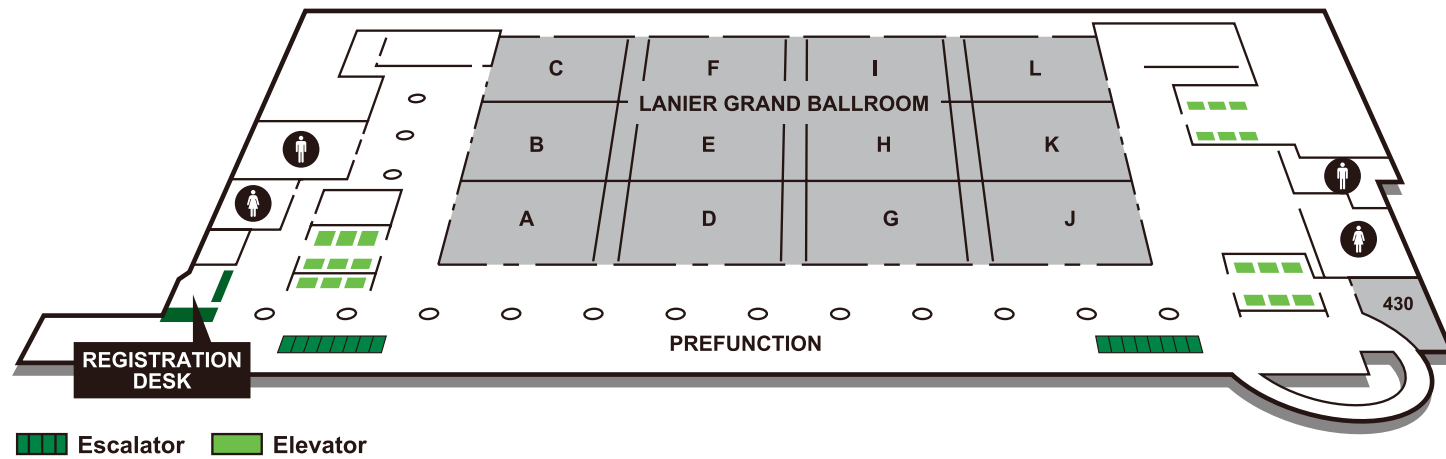 C F I L
LANIER GRAND BALLROOM
B E H K
A D G J
430
PREFUNCTION
REGISTRATION
DESK
Escalator Elevator